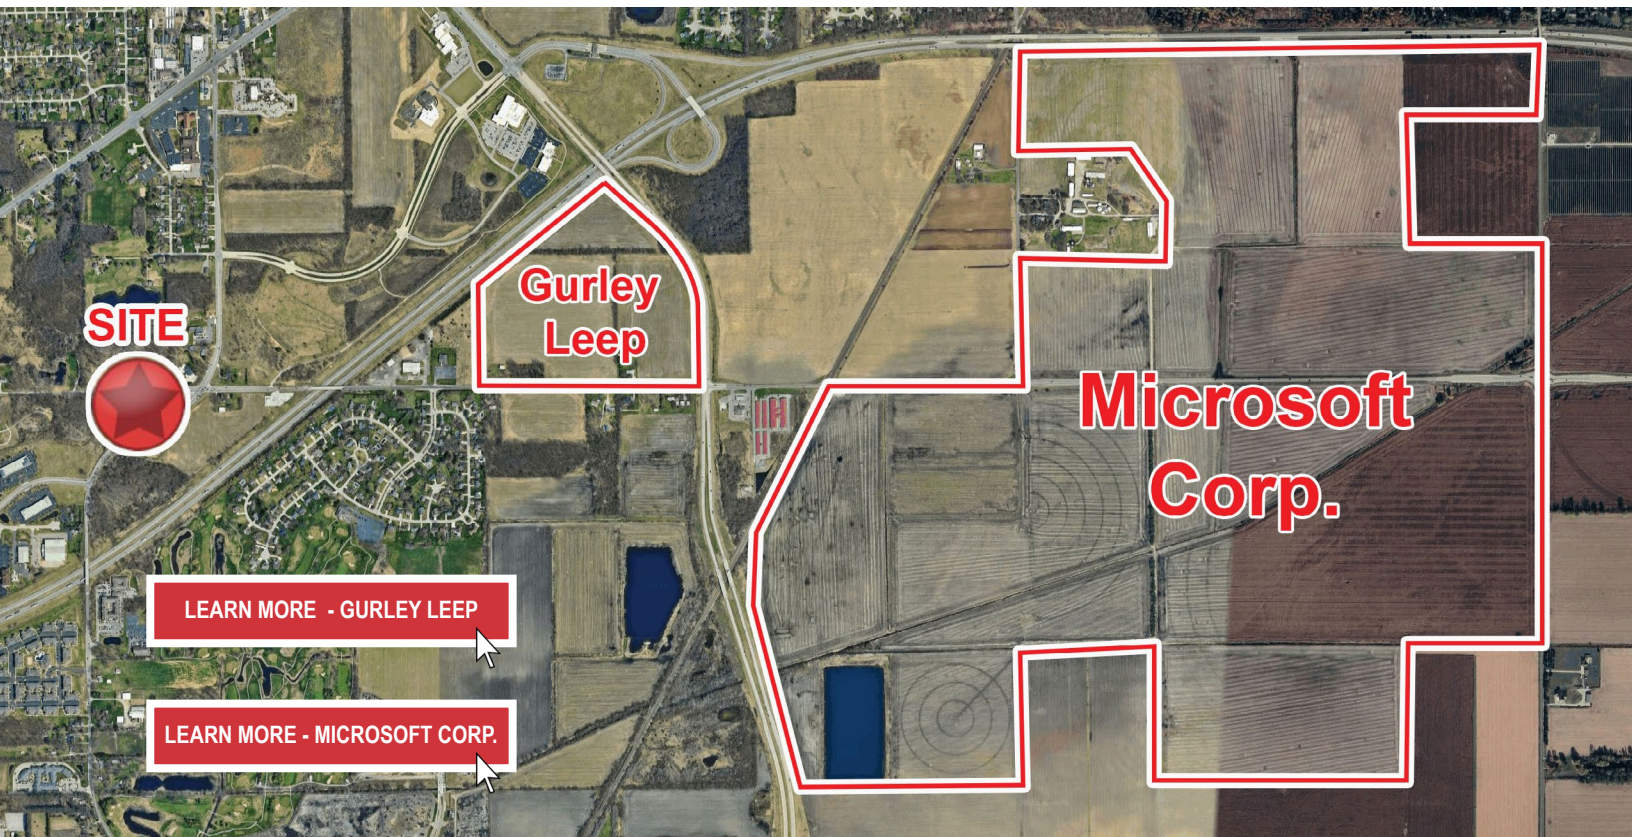 SITE
Gurley
Leep
Microsoft
Corp.
LEARN MORE - GURLEY LEEP
LEARN MORE - MICROSOFT CORP.